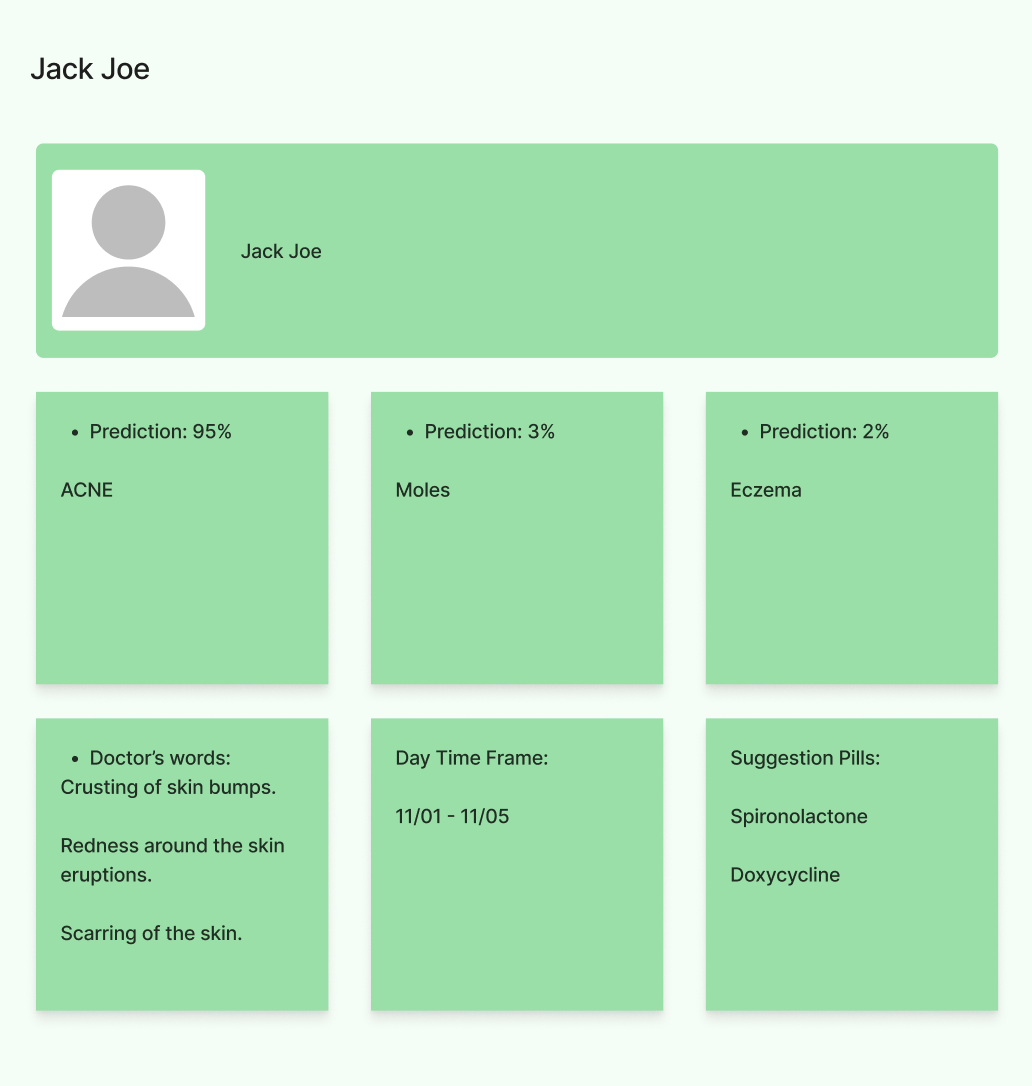 Jack Joe
Jack Joe
• Prediction: 95%
ACNE
• Prediction: 3%
Moles
• Prediction: 2%
Eczema
• Doctor’s words:
Crusting of skin bumps.
Redness around the skin
eruptions.
Scarring of the skin.
Day Time Frame:
11/01 - 11/05
Suggestion Pills:
Spironolactone
Doxycycline